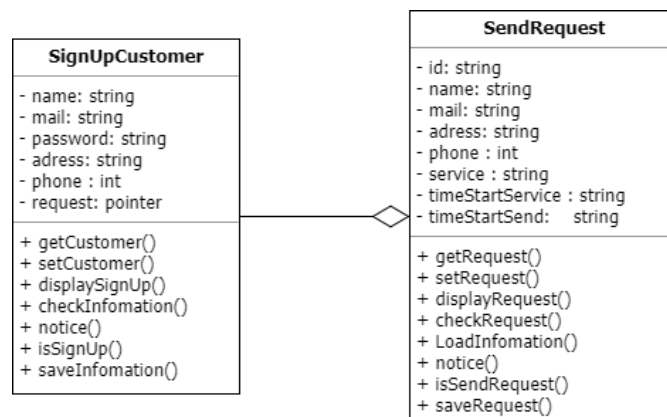 SignUpCustomer
- name: string
- mail: string
- password: string
- adress: string
- phone : int
- request: pointer
+ getCustomer()
+ setCustomer()
+ displaySignUp()
+ checkInfomation()
+ notice()
+ isSignUp()
+ saveInfomation()
SendRequest
- id: string
- name: string
- mail: string
- adress: string
- phone : int
- service : string
- timeStartService : string
- timeStartSend: string
+ getRequest()
+ setRequest()
+ displayRequest()
+ checkRequest()
+ LoadInfomation()
+ notice()
+ isSendRequest()
+ saveRequest()